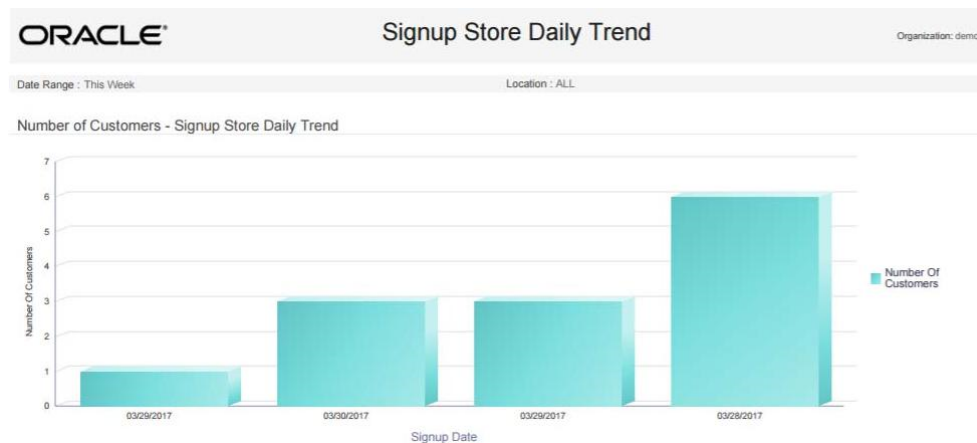 ORACLE®
Signup Store Daily Trend
Organization: demo
Date Range : This Week
Location : ALL
Number of Customers - Signup Store Daily Trend
7
6
5
4
3
2
1
0
Number Of Customers
03/29/2017
03/30/2017
03/29/2017
03/28/2017
Signup Date
Number Of
Customers